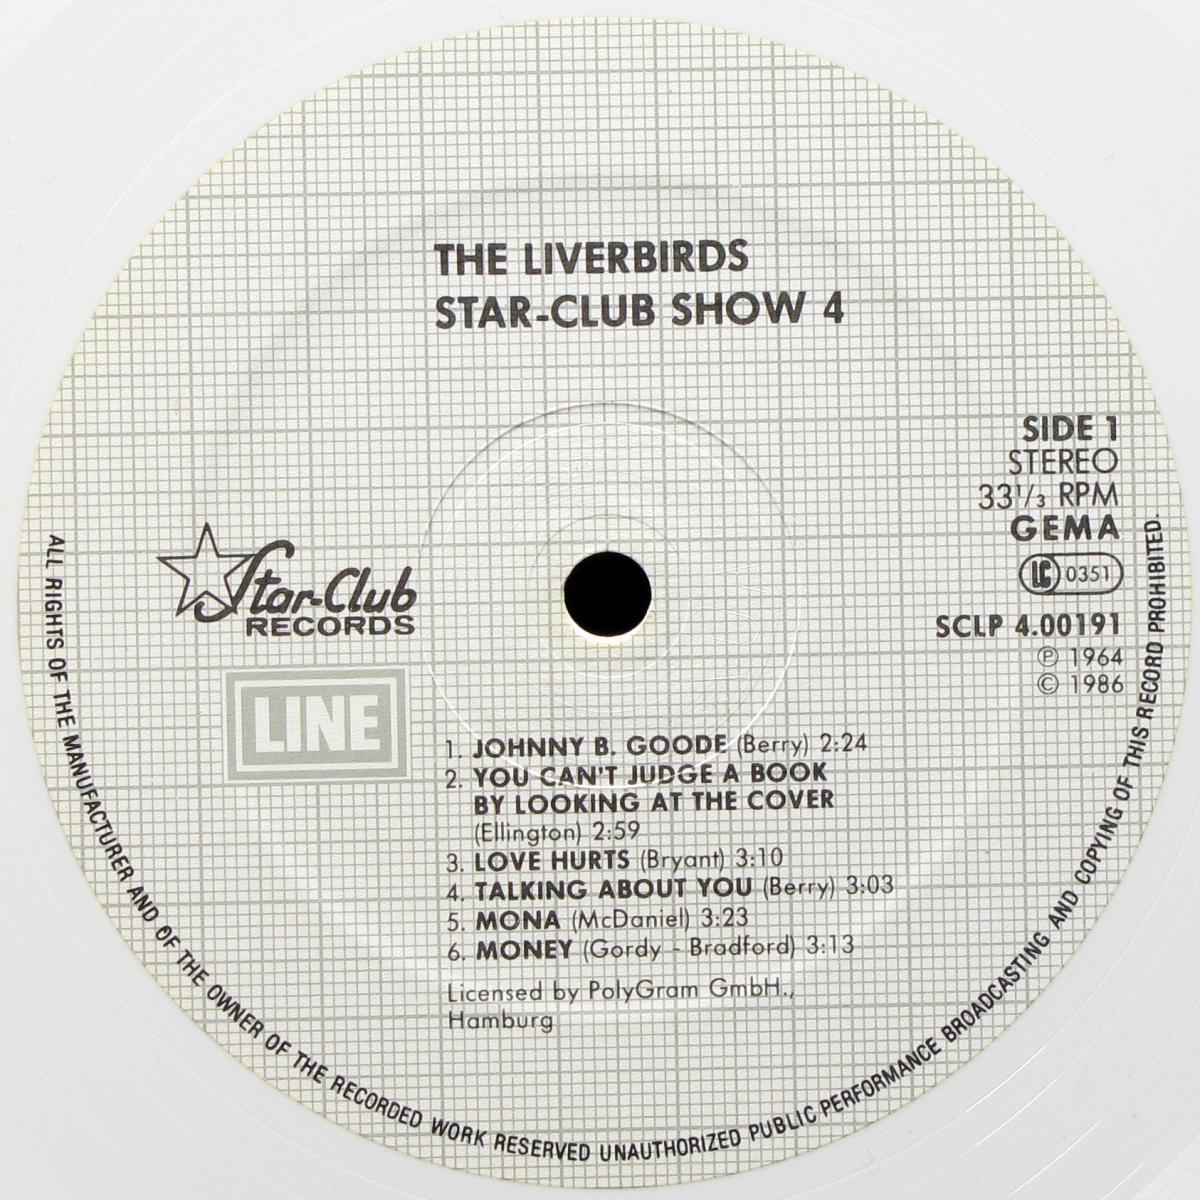 THE LIVERBIRDS
STAR-CLUB SHOW 4
SIDE 1
STEREO
33 1/3 RPM
GEMA
LC 0351
SCLP 4.00191
℗ 1964
© 1986
Star-Club
RECORDS
LINE
1. JOHNNY B. GOODE (Berry) 2:24
2. YOU CAN'T JUDGE A BOOK
BY LOOKING AT THE COVER
(Ellington) 2:59
3. LOVE HURTS (Bryant) 3:10
4. TALKING ABOUT YOU (Berry) 3:03
5. MONA (McDaniel) 3:23
6. MONEY (Gordy - Bradford) 3:13
Licensed by PolyGram GmbH.,
Hamburg
ALL RIGHTS OF THE MANUFACTURER AND OF THE OWNER OF THE RECORDED WORK RESERVED UNAUTHORIZED PUBLIC PERFORMANCE BROADCASTING AND COPYING OF THIS RECORD PROHIBITED.